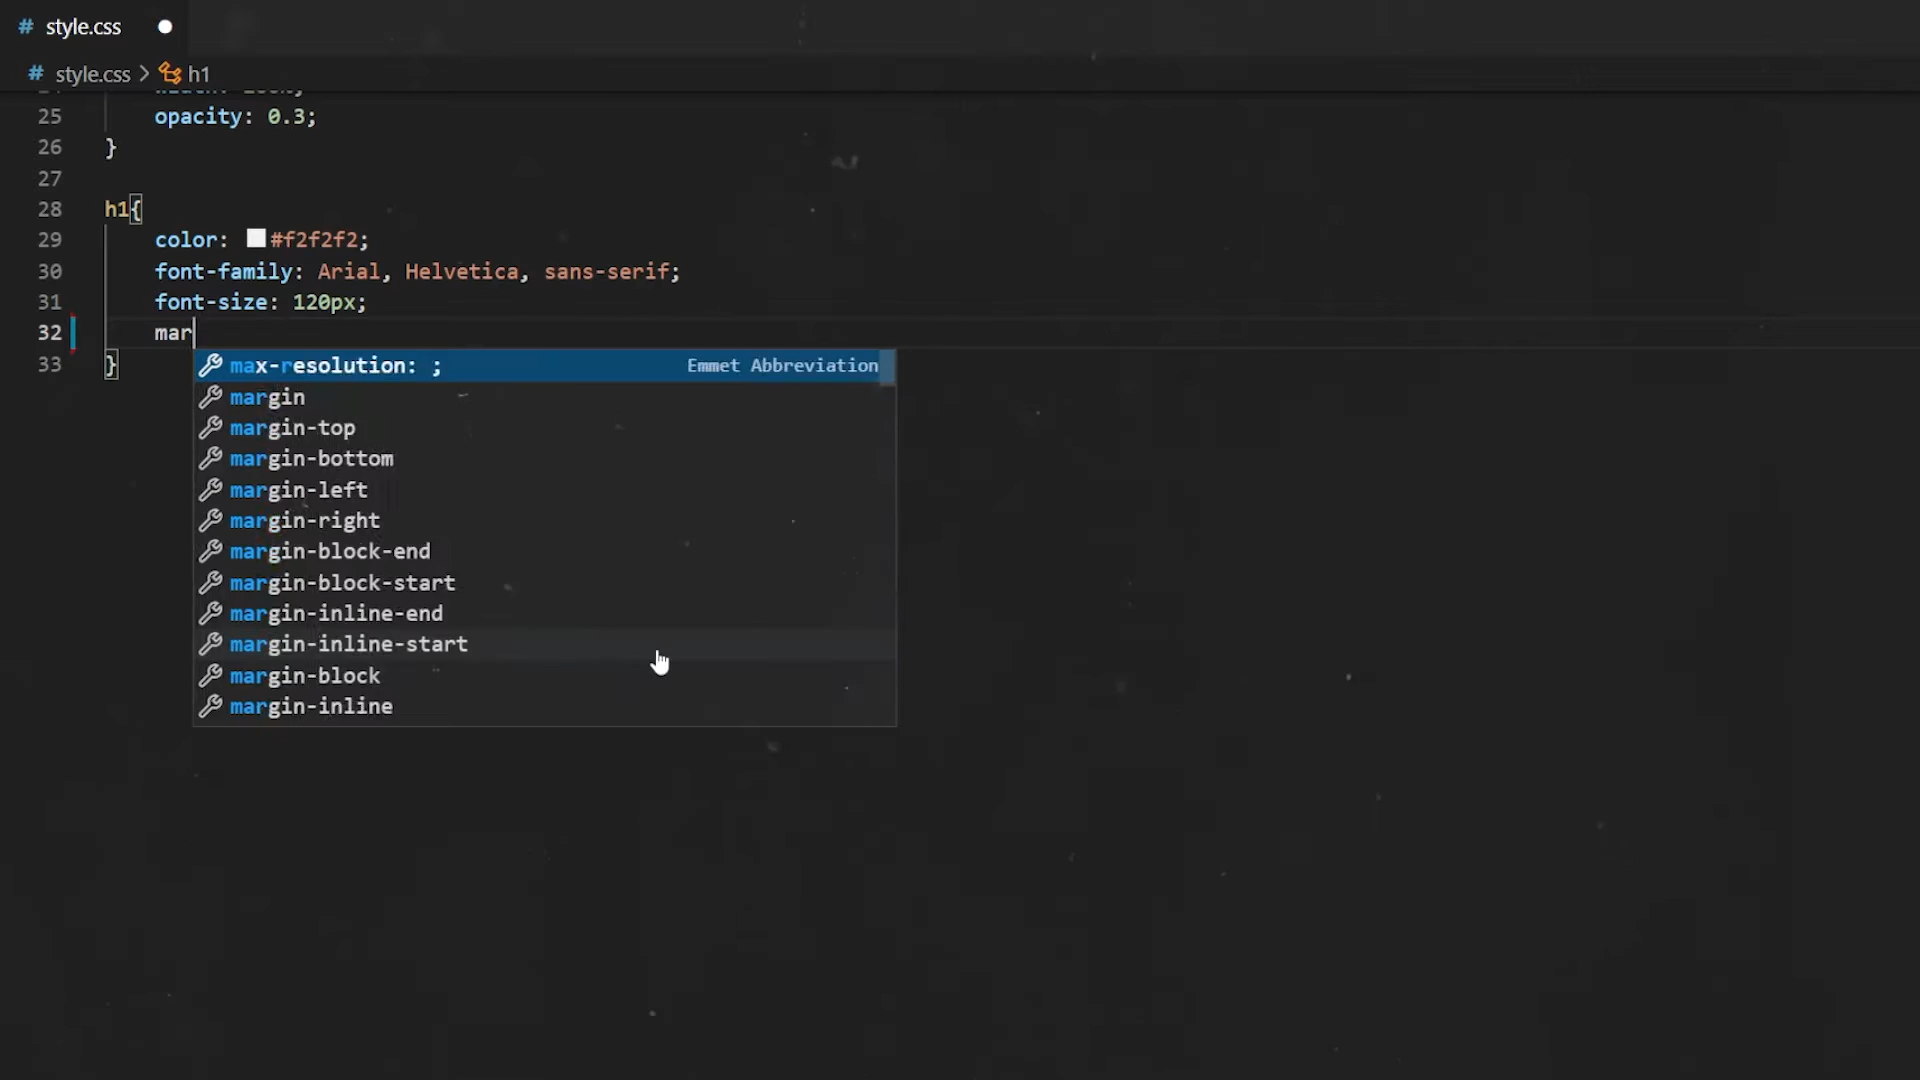 # style.css
# style.css > h1
25 opacity: 0.3;
26 }
27
28 h1{
29 color: #f2f2f2;
30 font-family: Arial, Helvetica, sans-serif;
31 font-size: 120px;
32 mar
33 }
max-resolution: ; Emmet Abbreviation
margin
margin-top
margin-bottom
margin-left
margin-right
margin-block-end
margin-block-start
margin-inline-end
margin-inline-start
margin-block
margin-inline